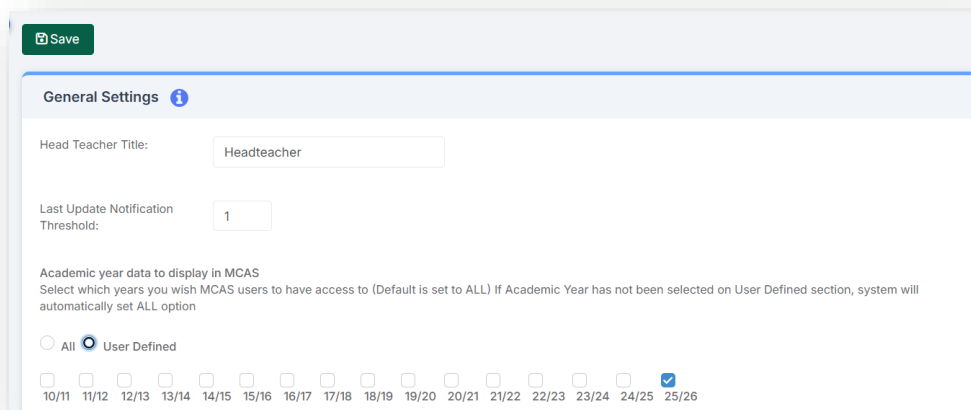 Save
General Settings
Head Teacher Title:
Headteacher
Last Update Notification
Threshold:
1
Academic year data to display in MCAS
Select which years you wish MCAS users to have access to (Default is set to ALL) If Academic Year has not been selected on User Defined section, system will
automatically set ALL option
All User Defined
10/11 11/12 12/13 13/14 14/15 15/16 16/17 17/18 18/19 19/20 20/21 21/22 22/23 23/24 24/25 25/26